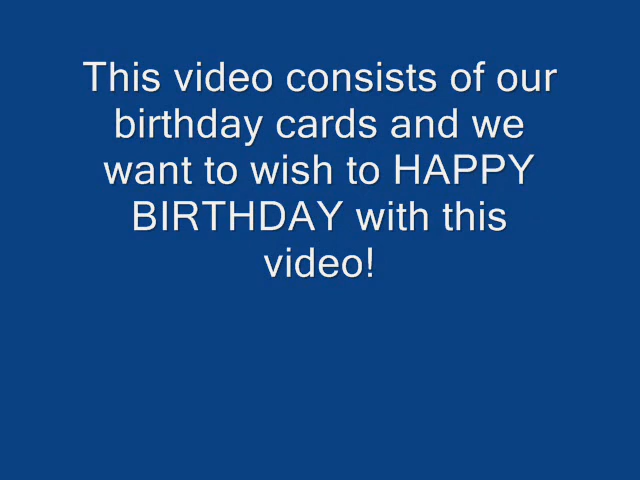 This video consists of our
birthday cards and we
want to wish to HAPPY
BIRTHDAY with this
video!